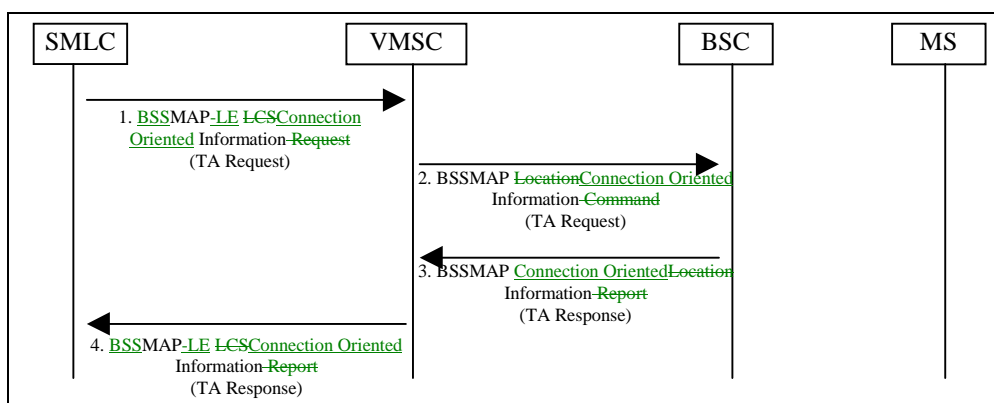 SMLC VMSC BSC MS
1. BSSMAP-LE LCSConnection
Oriented Information Request
(TA Request)
2. BSSMAP LocationConnection Oriented
Information Command
(TA Request)
3. BSSMAP Connection OrientedLocation
Information Report
(TA Response)
4. BSSMAP-LE LCSConnection Oriented
Information Report
(TA Response)